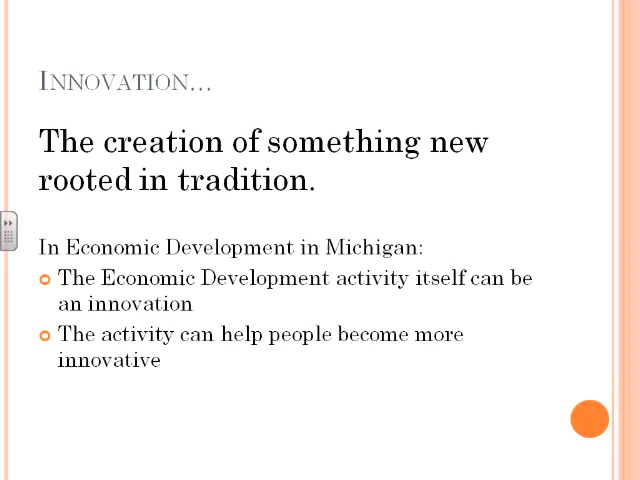 INNOVATION...
The creation of something new
rooted in tradition.
In Economic Development in Michigan:
The Economic Development activity itself can be
an innovation
The activity can help people become more
innovative